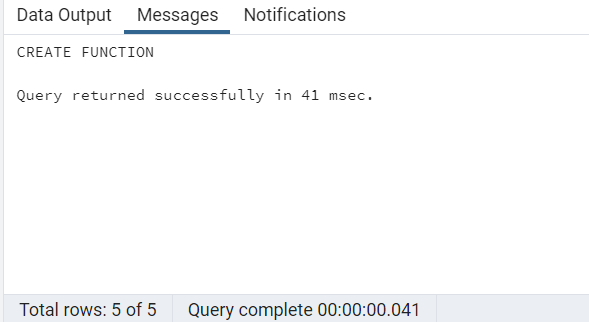 Data Output Messages Notifications
CREATE FUNCTION
Query returned successfully in 41 msec.
Total rows: 5 of 5 Query complete 00:00:00.041